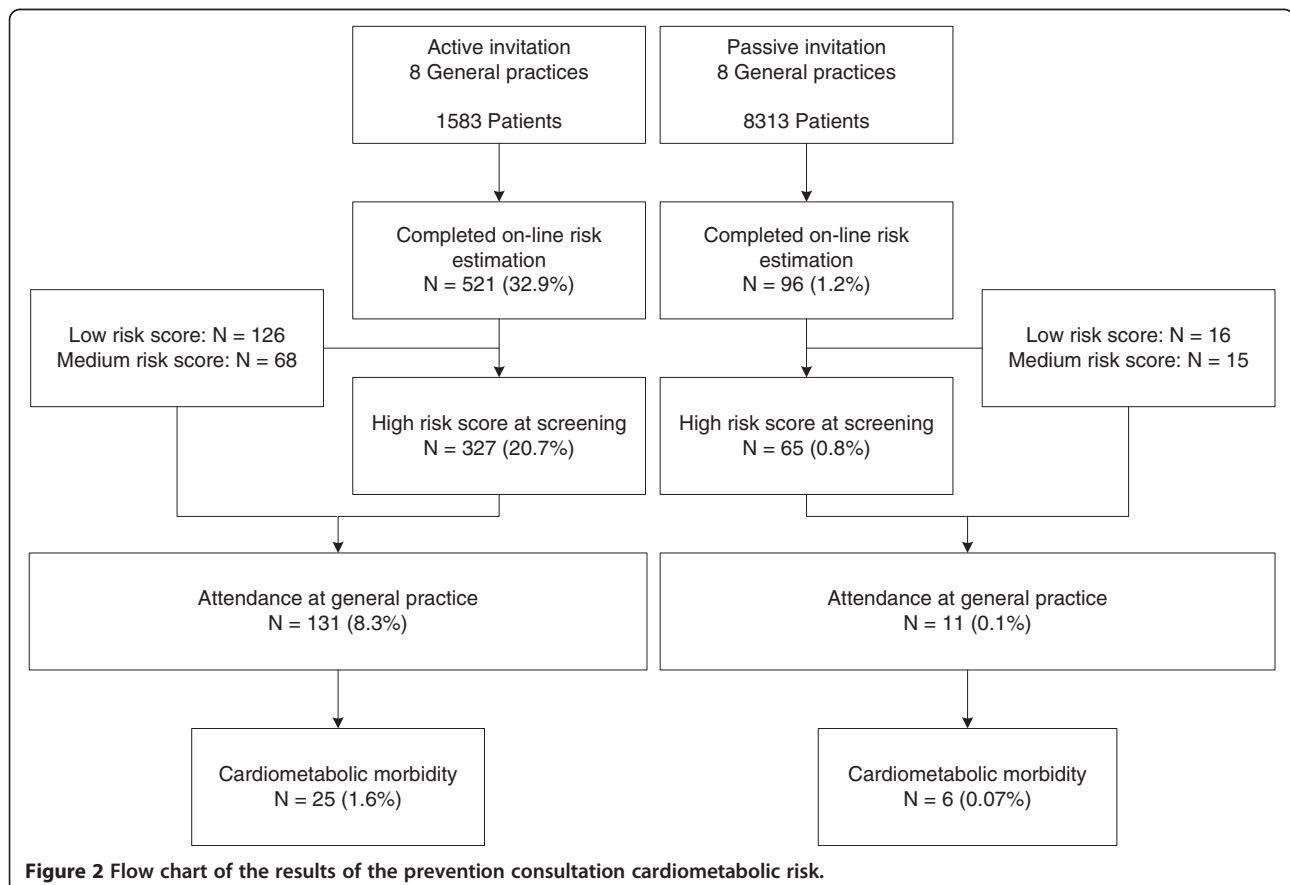 Active invitation
8 General practices
1583 Patients
Passive invitation
8 General practices
8313 Patients
Completed on-line risk
estimation
N = 521 (32.9%)
Completed on-line risk
estimation
N = 96 (1.2%)
Low risk score: N = 126
Medium risk score: N = 68
Low risk score: N = 16
Medium risk score: N = 15
High risk score at screening
N = 327 (20.7%)
High risk score at screening
N = 65 (0.8%)
Attendance at general practice
N = 131 (8.3%)
Attendance at general practice
N = 11 (0.1%)
Cardiometabolic morbidity
N = 25 (1.6%)
Cardiometabolic morbidity
N = 6 (0.07%)
Figure 2 Flow chart of the results of the prevention consultation cardiometabolic risk.